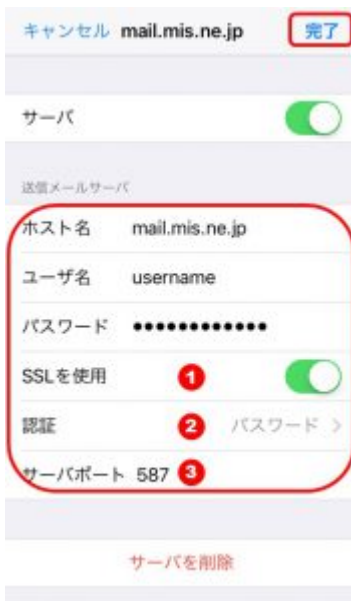 キャンセル mail.mis.ne.jp 完了
サーバ
送信メールサーバ
ホスト名 mail.mis.ne.jp
ユーザ名 username
パスワード ●●●●●●●●●●●●
SSLを使用 1
認証 2 パスワード >
サーバポート 587 3
サーバを削除